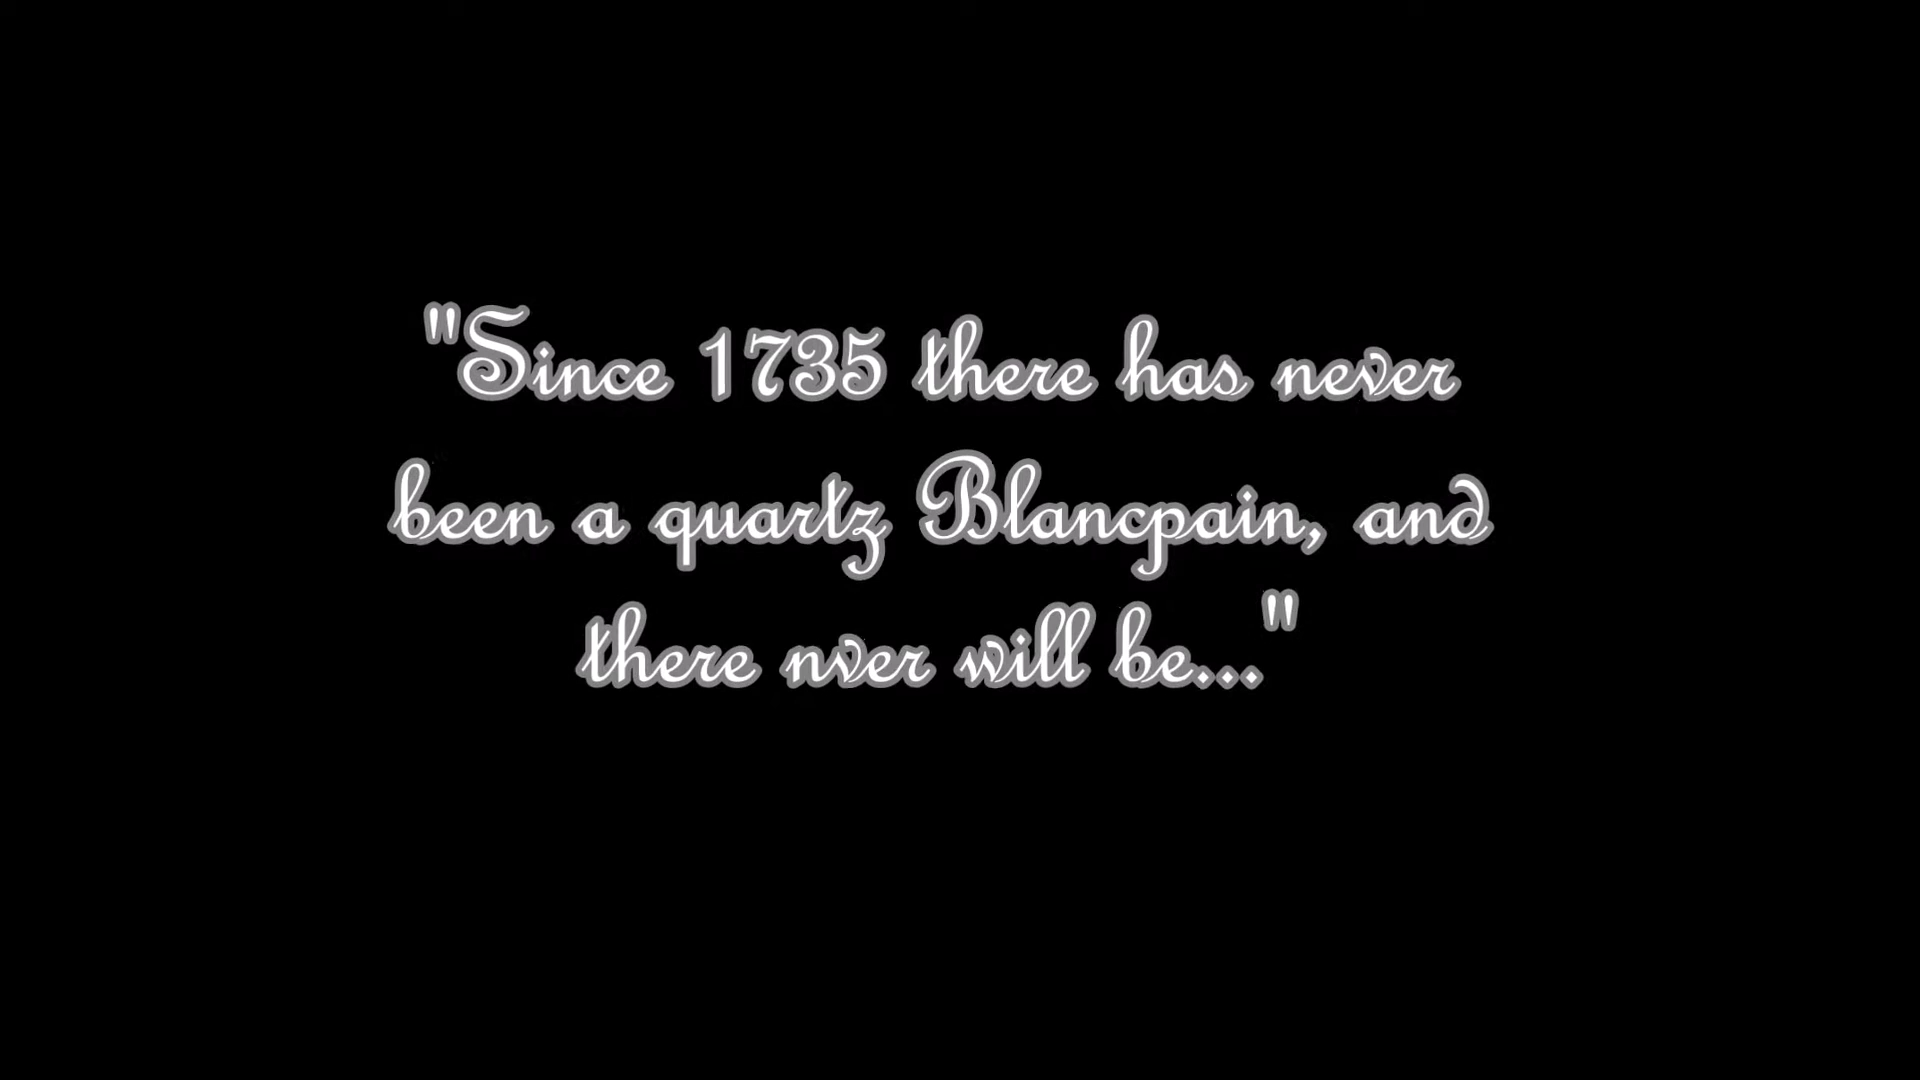 "Since 1735 there has never
been a quartz Blancpain, and
there nver will be..."